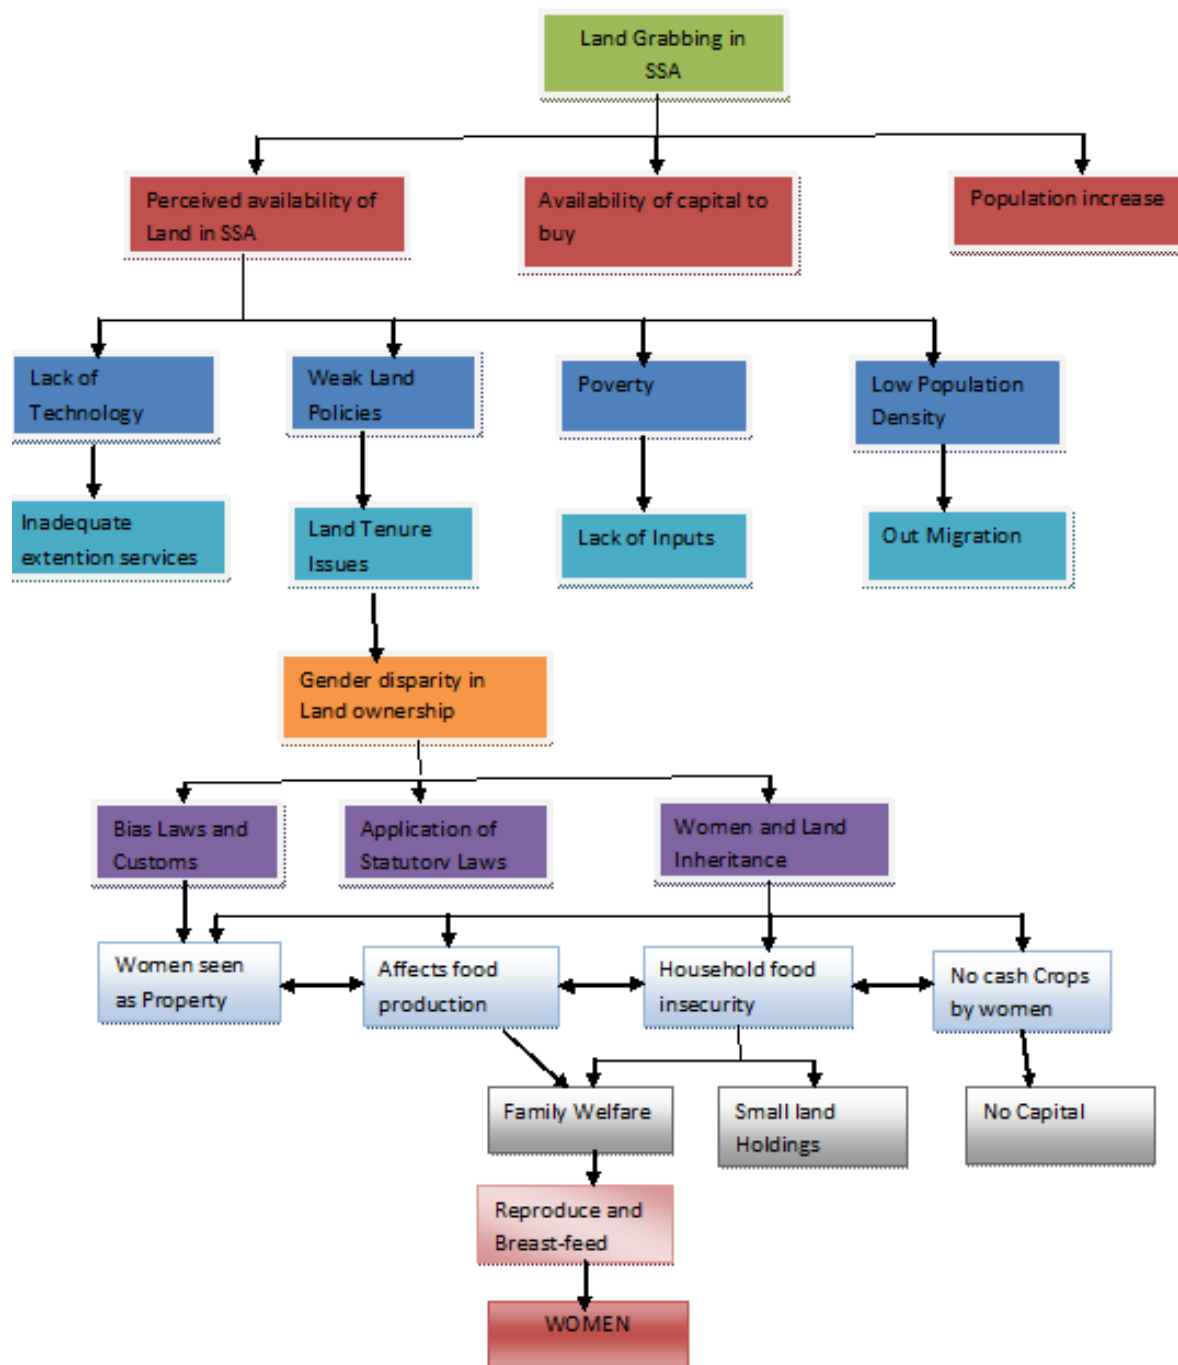 Land Grabbing in
SSA
Perceived availability of
Land in SSA
Availability of capital to
buy
Population increase
Lack of
Technology
Weak Land
Policies
Poverty
Low Population
Density
Inadequate
extention services
Land Tenure
Issues
Lack of Inputs
Out Migration
Gender disparity in
Land ownership
Bias Laws and
Customs
Application of
Statutory Laws
Women and Land
Inheritance
Women seen
as Property
Affects food
production
Household food
insecurity
No cash Crops
by women
Family Welfare
Small land
Holdings
No Capital
Reproduce and
Breast-feed
WOMEN